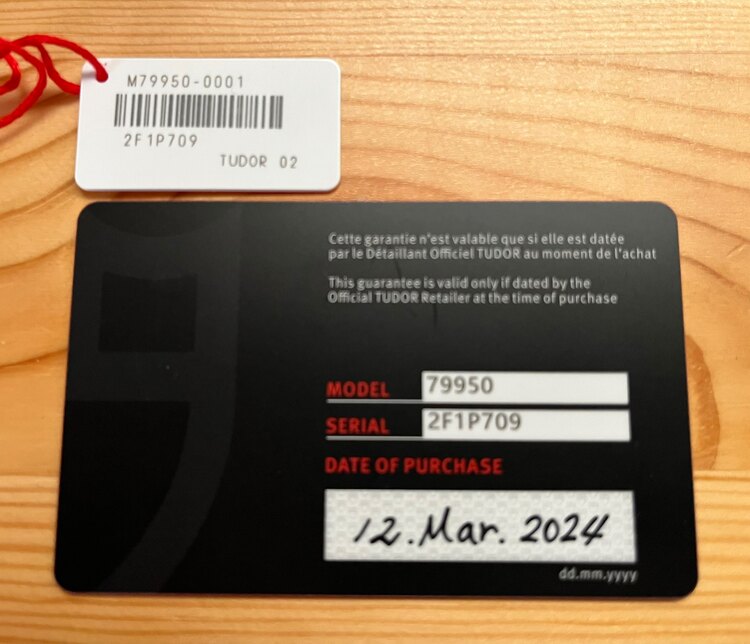 M79950-0001
2F1P709
TUDOR 02
Cette garantie n'est valable que si elle est datée
par le Détaillant Officiel TUDOR au moment de l'achat
This guarantee is valid only if dated by the
Official TUDOR Retailer at the time of purchase
MODEL 79950
SERIAL 2F1P709
DATE OF PURCHASE
12.Mar. 2024
dd.mm.yyyy